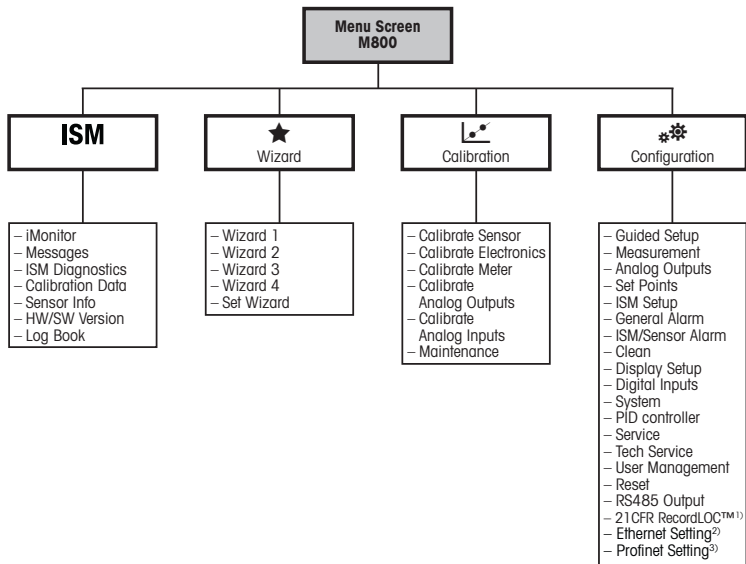 Menu Screen
M800
ISM
Wizard
Calibration
Configuration
– iMonitor
– Messages
– ISM Diagnostics
– Calibration Data
– Sensor Info
– HW/SW Version
– Log Book
– Wizard 1
– Wizard 2
– Wizard 3
– Wizard 4
– Set Wizard
– Calibrate Sensor
– Calibrate Electronics
– Calibrate Meter
– Calibrate
Analog Outputs
– Calibrate
Analog Inputs
– Maintenance
– Guided Setup
– Measurement
– Analog Outputs
– Set Points
– ISM Setup
– General Alarm
– ISM/Sensor Alarm
– Clean
– Display Setup
– Digital Inputs
– System
– PID controller
– Service
– Tech Service
– User Management
– Reset
– RS485 Output
– 21CFR RecordLOC™¹⁾
– Ethernet Setting²⁾
– Profinet Setting³⁾